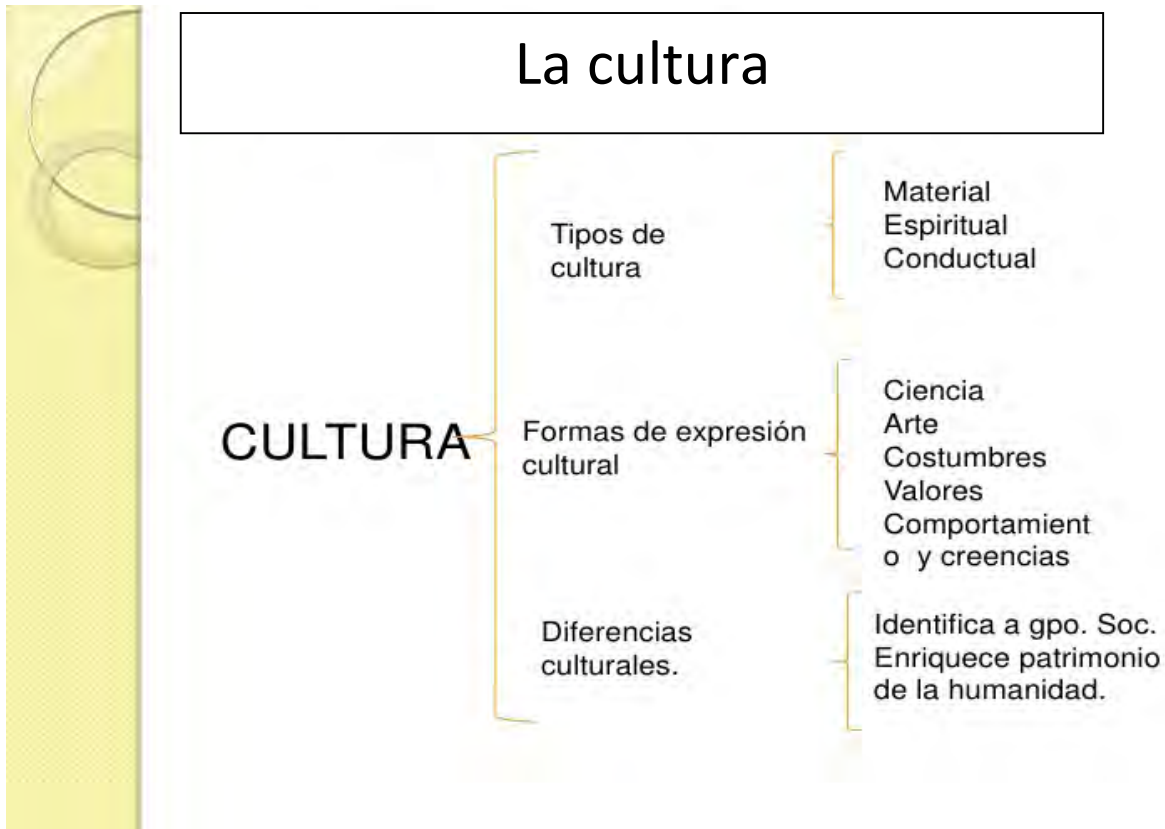 La cultura
CULTURA
Tipos de
cultura
Material
Espiritual
Conductual
Formas de expresión
cultural
Ciencia
Arte
Costumbres
Valores
Comportamient
o y creencias
Diferencias
culturales.
Identifica a gpo. Soc.
Enriquece patrimonio
de la humanidad.